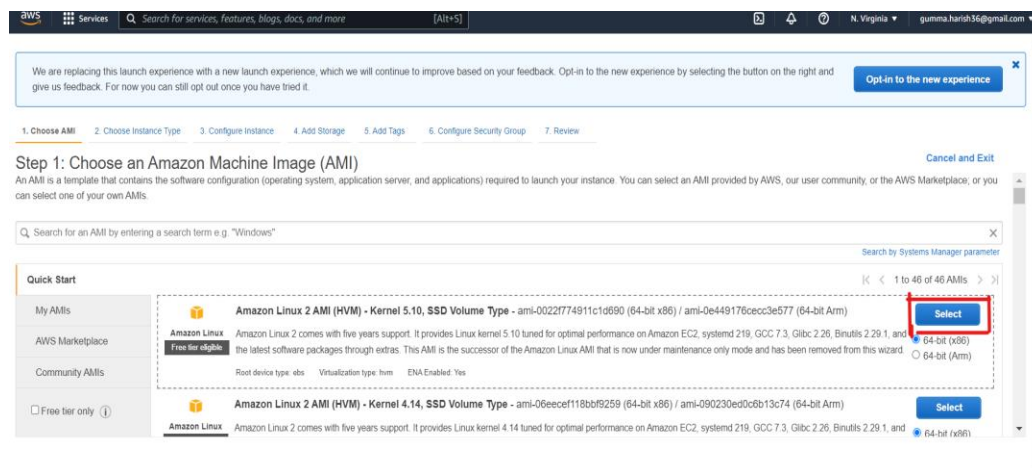 aws Services Search for services, features, blogs, docs, and more [Alt+S] N. Virginia ▼ gumma.harish36@gmail.com
We are replacing this launch experience with a new launch experience, which we will continue to improve based on your feedback. Opt-in to the new experience by selecting the button on the right and
give us feedback. For now you can still opt out once you have tried it.
Opt-in to the new experience
1. Choose AMI 2. Choose Instance Type 3. Configure Instance 4. Add Storage 5. Add Tags 6. Configure Security Group 7. Review
Step 1: Choose an Amazon Machine Image (AMI)
Cancel and Exit
An AMI is a template that contains the software configuration (operating system, application server, and applications) required to launch your instance. You can select an AMI provided by AWS, our user community, or the AWS Marketplace; or you
can select one of your own AMIs.
Search for an AMI by entering a search term e.g. "Windows"
Search by Systems Manager parameter
Quick Start
1 to 46 of 46 AMIs
My AMIs
AWS Marketplace
Community AMIs
Free tier only
Amazon Linux
Free tier eligible
Amazon Linux 2 AMI (HVM) - Kernel 5.10, SSD Volume Type - ami-0022f774911c1d690 (64-bit x86) / ami-0e449176cecc3e577 (64-bit Arm)
Amazon Linux 2 comes with five years support. It provides Linux kernel 5.10 tuned for optimal performance on Amazon EC2, systemd 219, GCC 7.3, Glibc 2.26, Binutils 2.29.1, and
the latest software packages through extras. This AMI is the successor of the Amazon Linux AMI that is now under maintenance only mode and has been removed from this wizard.
Root device type: ebs Virtualization type: hvm ENA Enabled: Yes
Select
64-bit (x86)
64-bit (Arm)
Amazon Linux
Amazon Linux 2 AMI (HVM) - Kernel 4.14, SSD Volume Type - ami-06eecef118bbf9259 (64-bit x86) / ami-090230ed0c6b13c74 (64-bit Arm)
Amazon Linux 2 comes with five years support. It provides Linux kernel 4.14 tuned for optimal performance on Amazon EC2, systemd 219, GCC 7.3, Glibc 2.26, Binutils 2.29.1, and
Select
64-bit (x86)